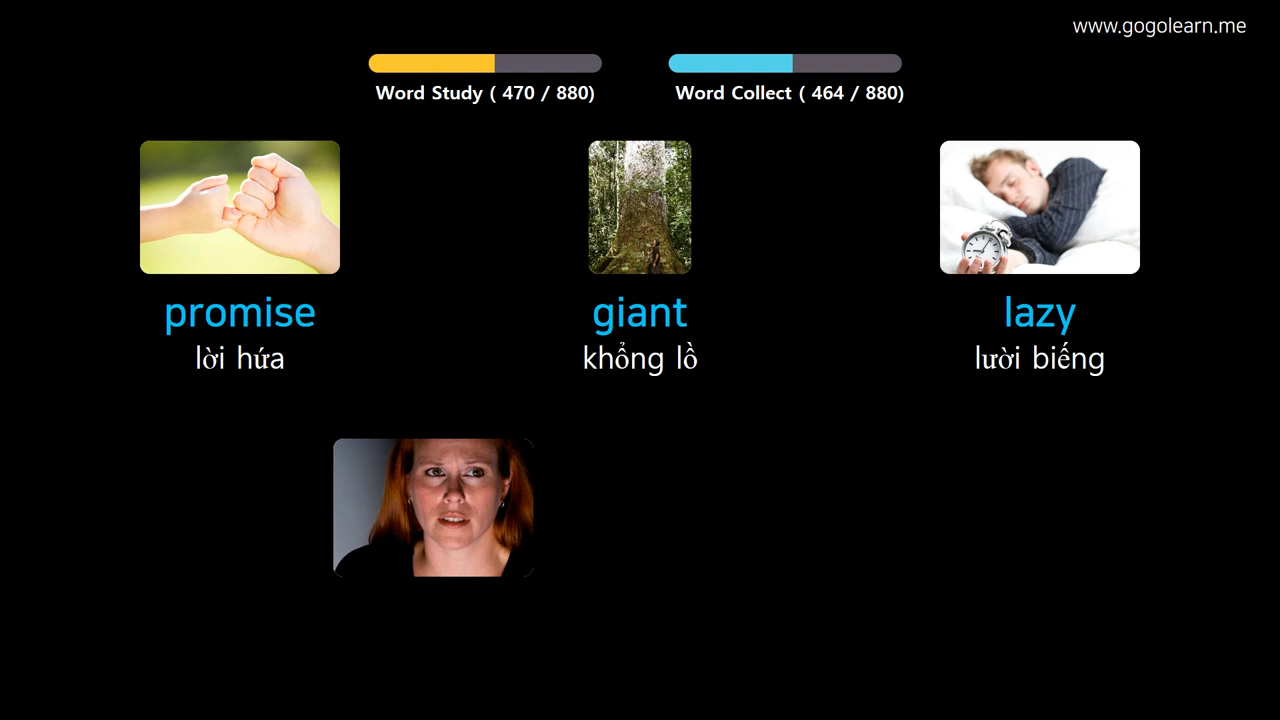 www.gogolearn.me
Word Study ( 470 / 880)
Word Collect ( 464 / 880)
promise
lời hứa
giant
khổng lồ
lazy
lười biếng